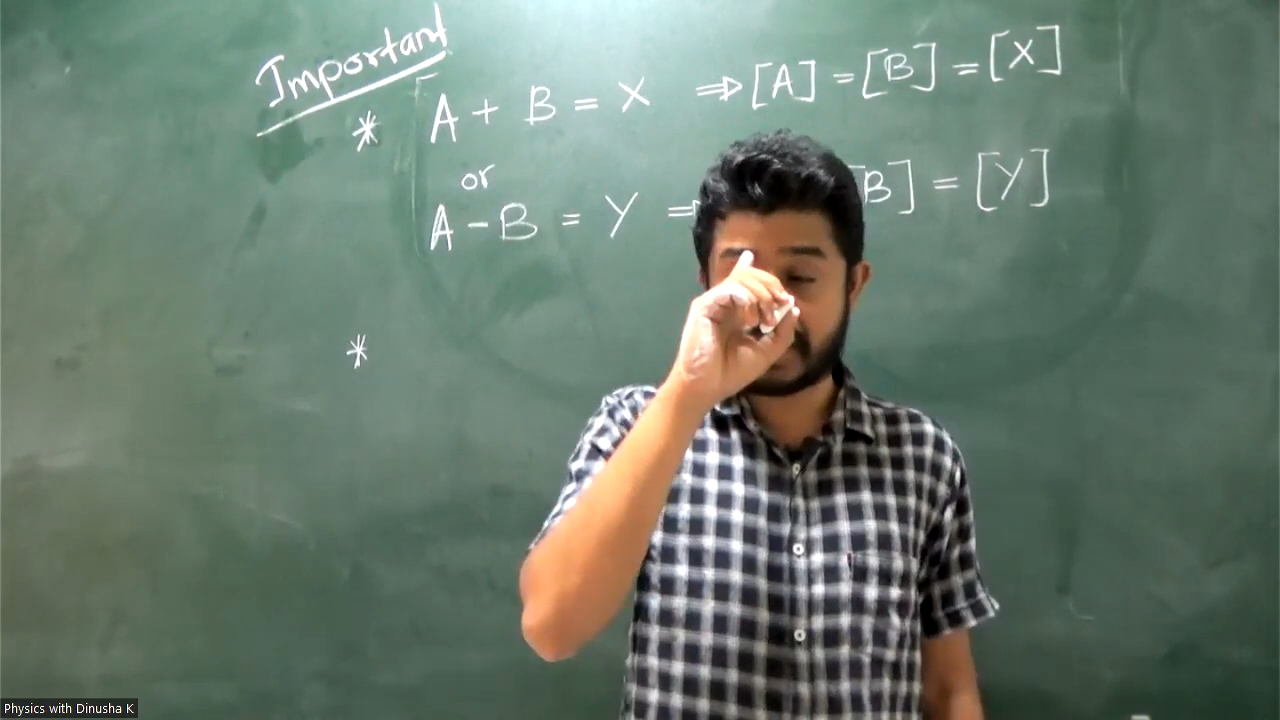 Important
* A + B = X ⇒ [A] = [B] = [X]
or
A - B = Y ⇒ [B] = [Y]
*
Physics with Dinusha K